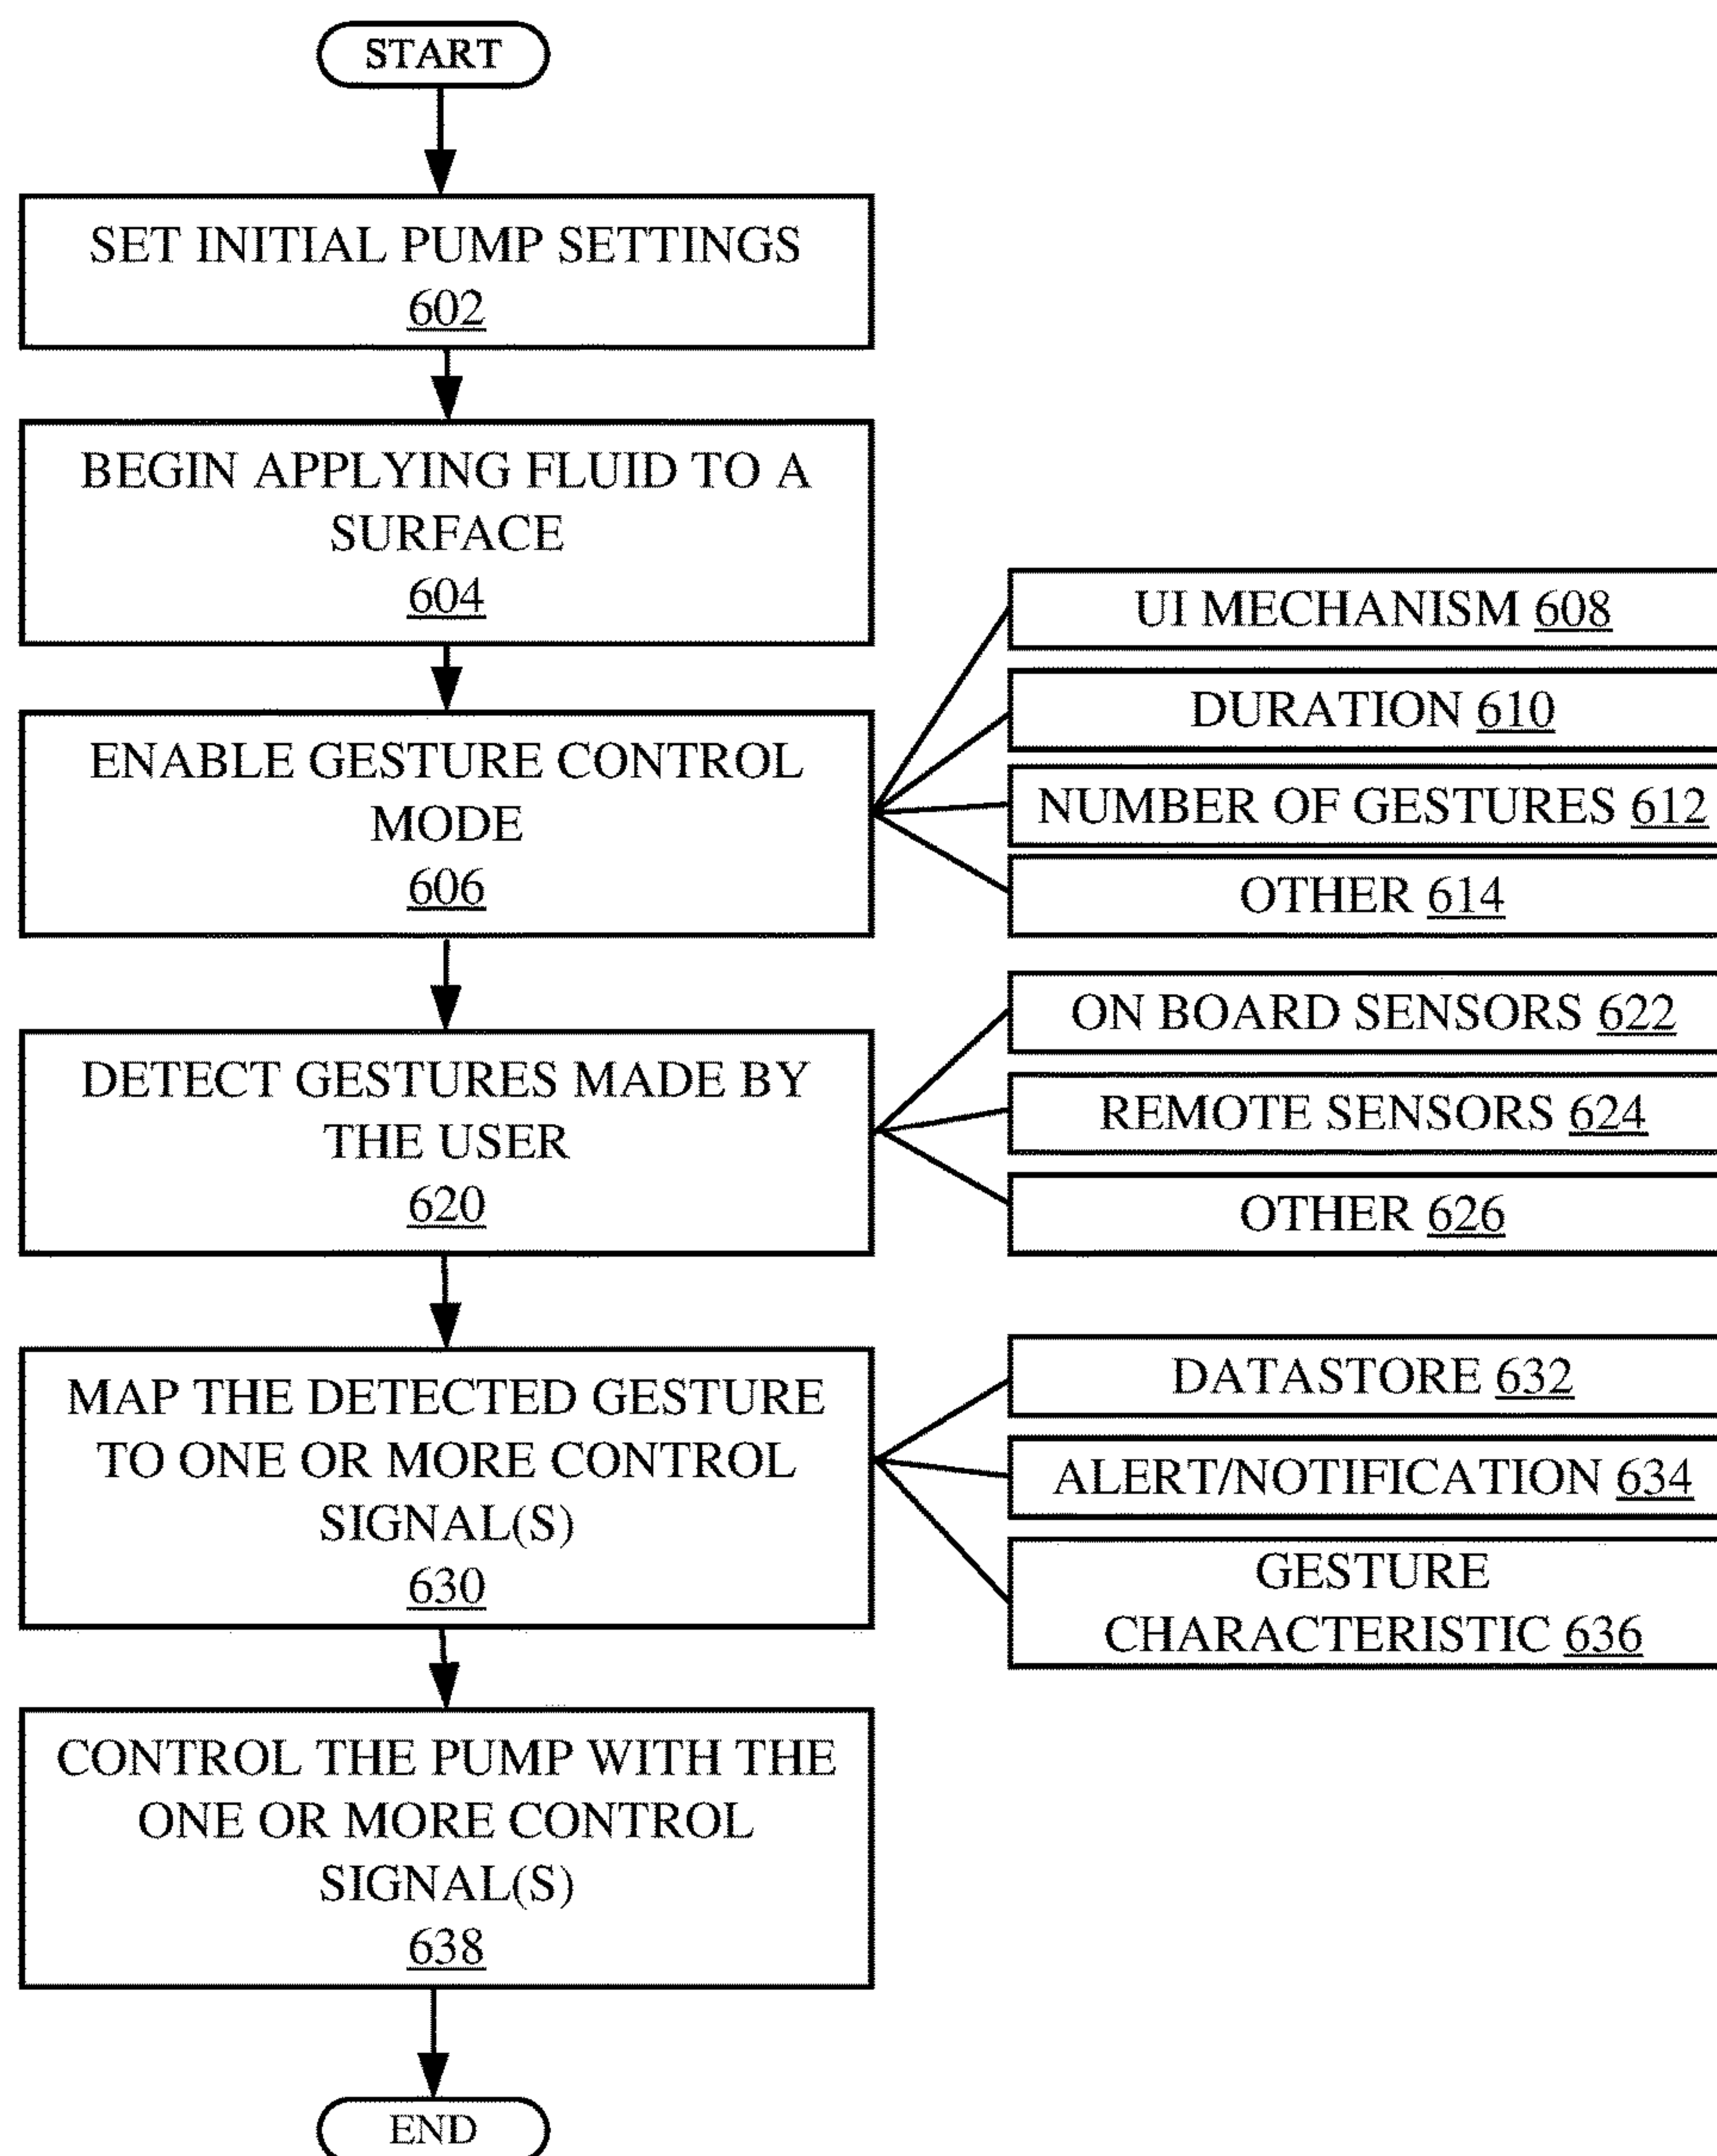 START
SET INITIAL PUMP SETTINGS
602
BEGIN APPLYING FLUID TO A
SURFACE
604
ENABLE GESTURE CONTROL
MODE
606
UI MECHANISM 608
DURATION 610
NUMBER OF GESTURES 612
OTHER 614
DETECT GESTURES MADE BY
THE USER
620
ON BOARD SENSORS 622
REMOTE SENSORS 624
OTHER 626
MAP THE DETECTED GESTURE
TO ONE OR MORE CONTROL
SIGNAL(S)
630
DATASTORE 632
ALERT/NOTIFICATION 634
GESTURE
CHARACTERISTIC 636
CONTROL THE PUMP WITH THE
ONE OR MORE CONTROL
SIGNAL(S)
638
END